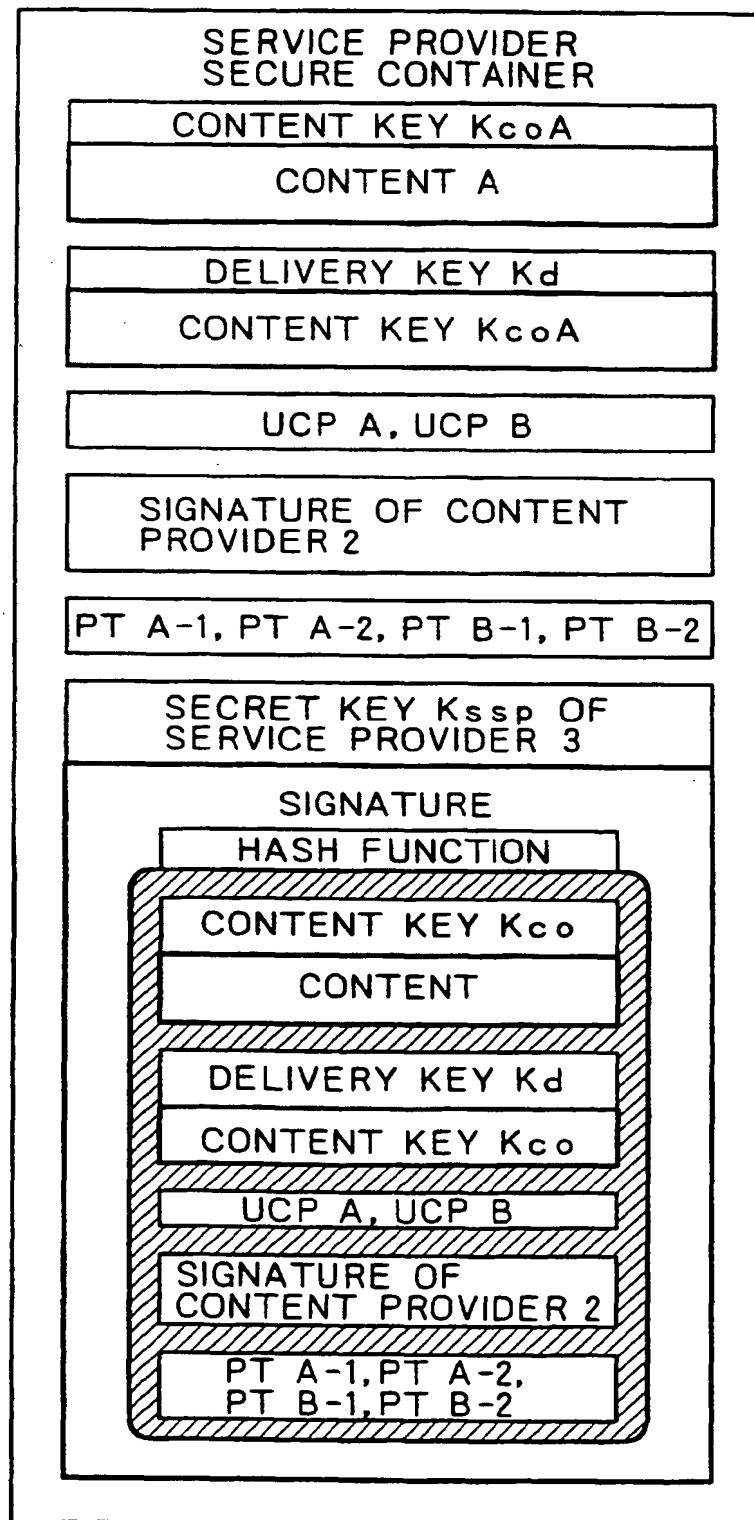 SERVICE PROVIDER
SECURE CONTAINER
CONTENT KEY KcoA
CONTENT A
DELIVERY KEY Kd
CONTENT KEY KcoA
UCP A, UCP B
SIGNATURE OF CONTENT
PROVIDER 2
PT A-1, PT A-2, PT B-1, PT B-2
SECRET KEY Kssp OF
SERVICE PROVIDER 3
SIGNATURE
HASH FUNCTION
CONTENT KEY Kco
CONTENT
DELIVERY KEY Kd
CONTENT KEY Kco
UCP A, UCP B
SIGNATURE OF
CONTENT PROVIDER 2
PT A-1, PT A-2,
PT B-1, PT B-2